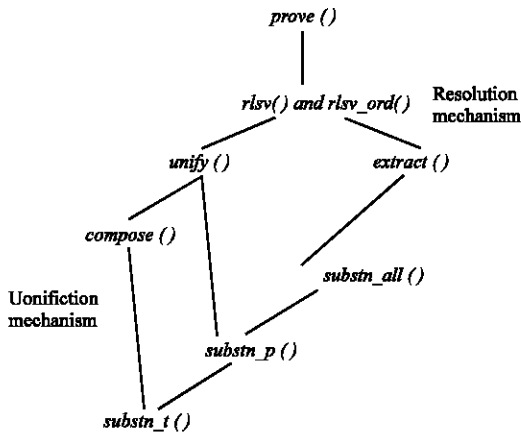 prove ( )
rlsv() and rlsv_ord()
Resolution
mechanism
unify ( )
extract ( )
compose ( )
substn_all ( )
Uonifiction
mechanism
substn_p ( )
substn_t ( )